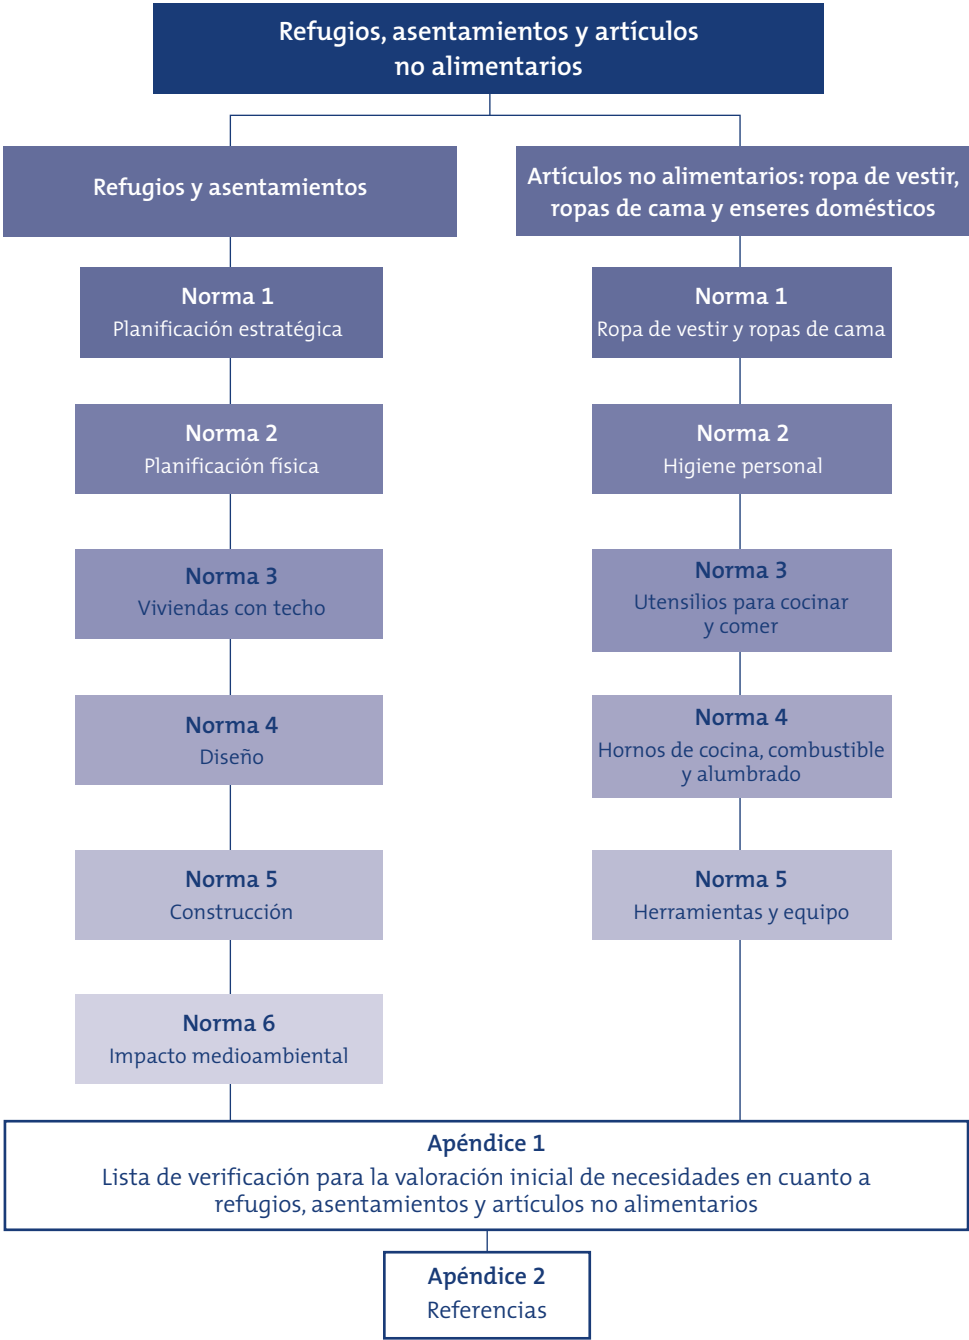 Refugios, asentamientos y artículos
no alimentarios
Refugios y asentamientos
Norma 1
Planificación estratégica
Norma 2
Planificación física
Norma 3
Viviendas con techo
Norma 4
Diseño
Norma 5
Construcción
Norma 6
Impacto medioambiental
Artículos no alimentarios: ropa de vestir,
ropas de cama y enseres domésticos
Norma 1
Ropa de vestir y ropas de cama
Norma 2
Higiene personal
Norma 3
Utensilios para cocinar
y comer
Norma 4
Hornos de cocina, combustible
y alumbrado
Norma 5
Herramientas y equipo
Apéndice 1
Lista de verificación para la valoración inicial de necesidades en cuanto a
refugios, asentamientos y artículos no alimentarios
Apéndice 2
Referencias